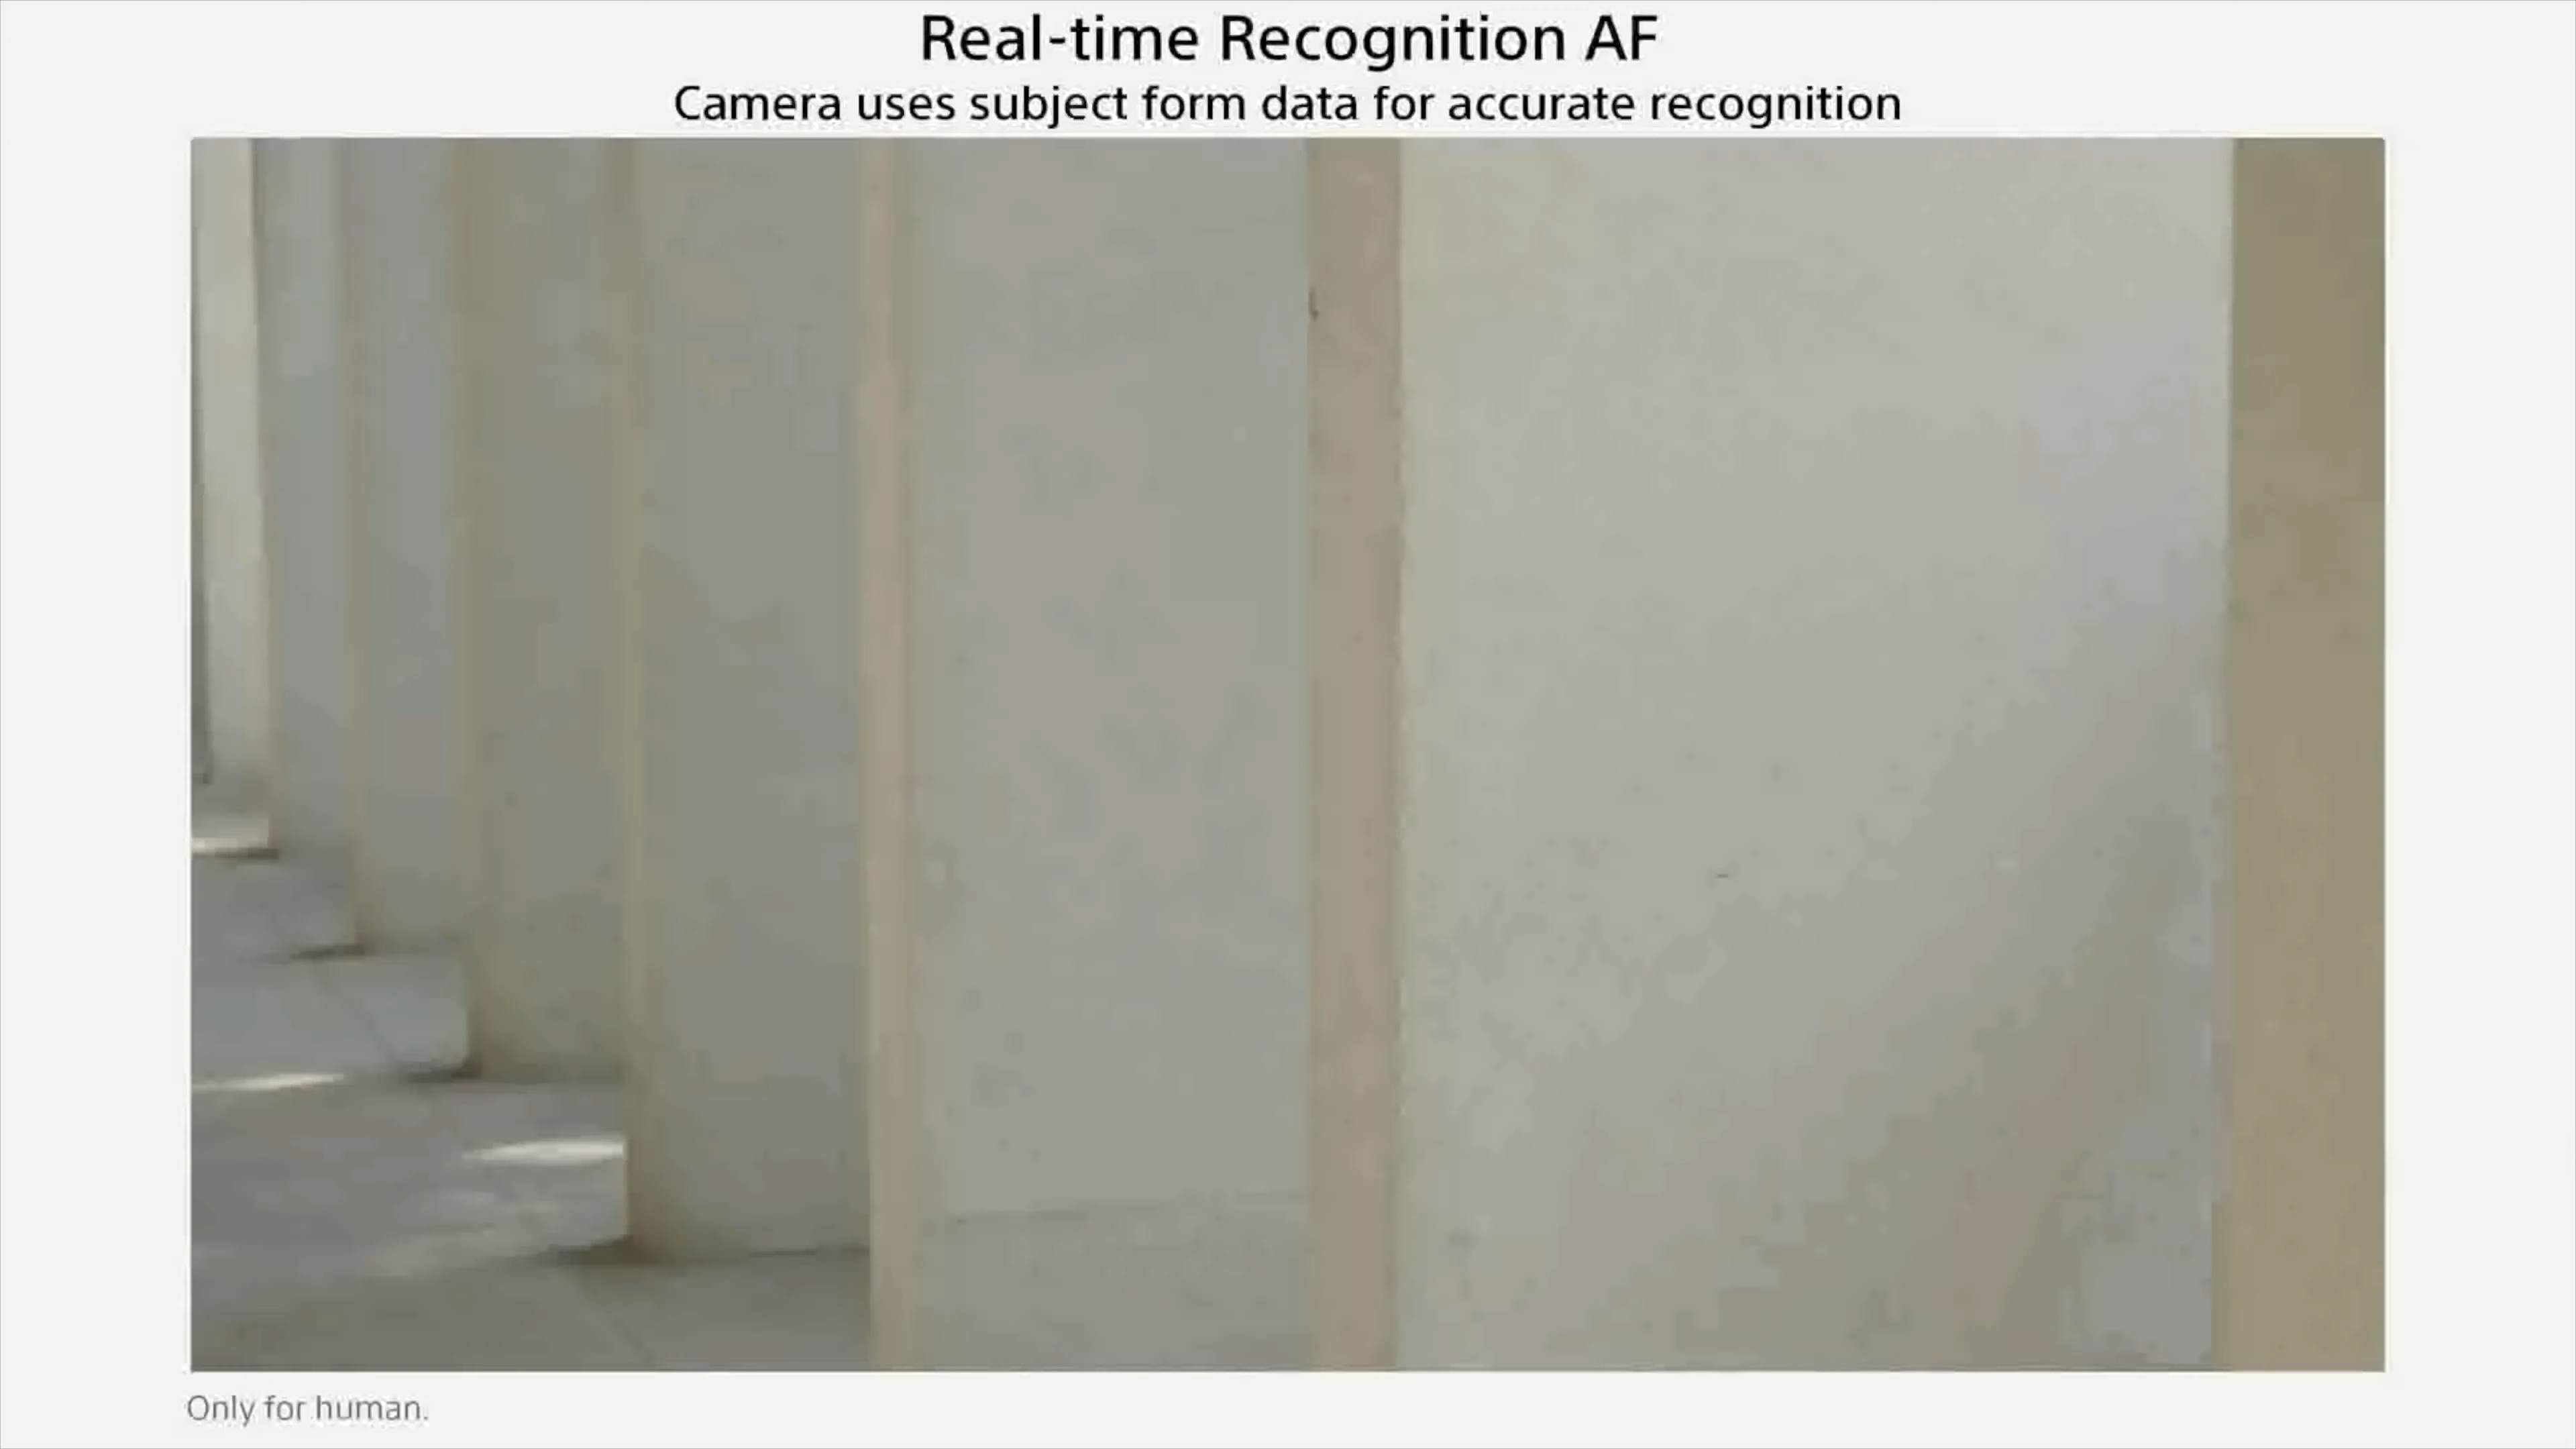 Real-time Recognition AF
Camera uses subject form data for accurate recognition
Only for human.